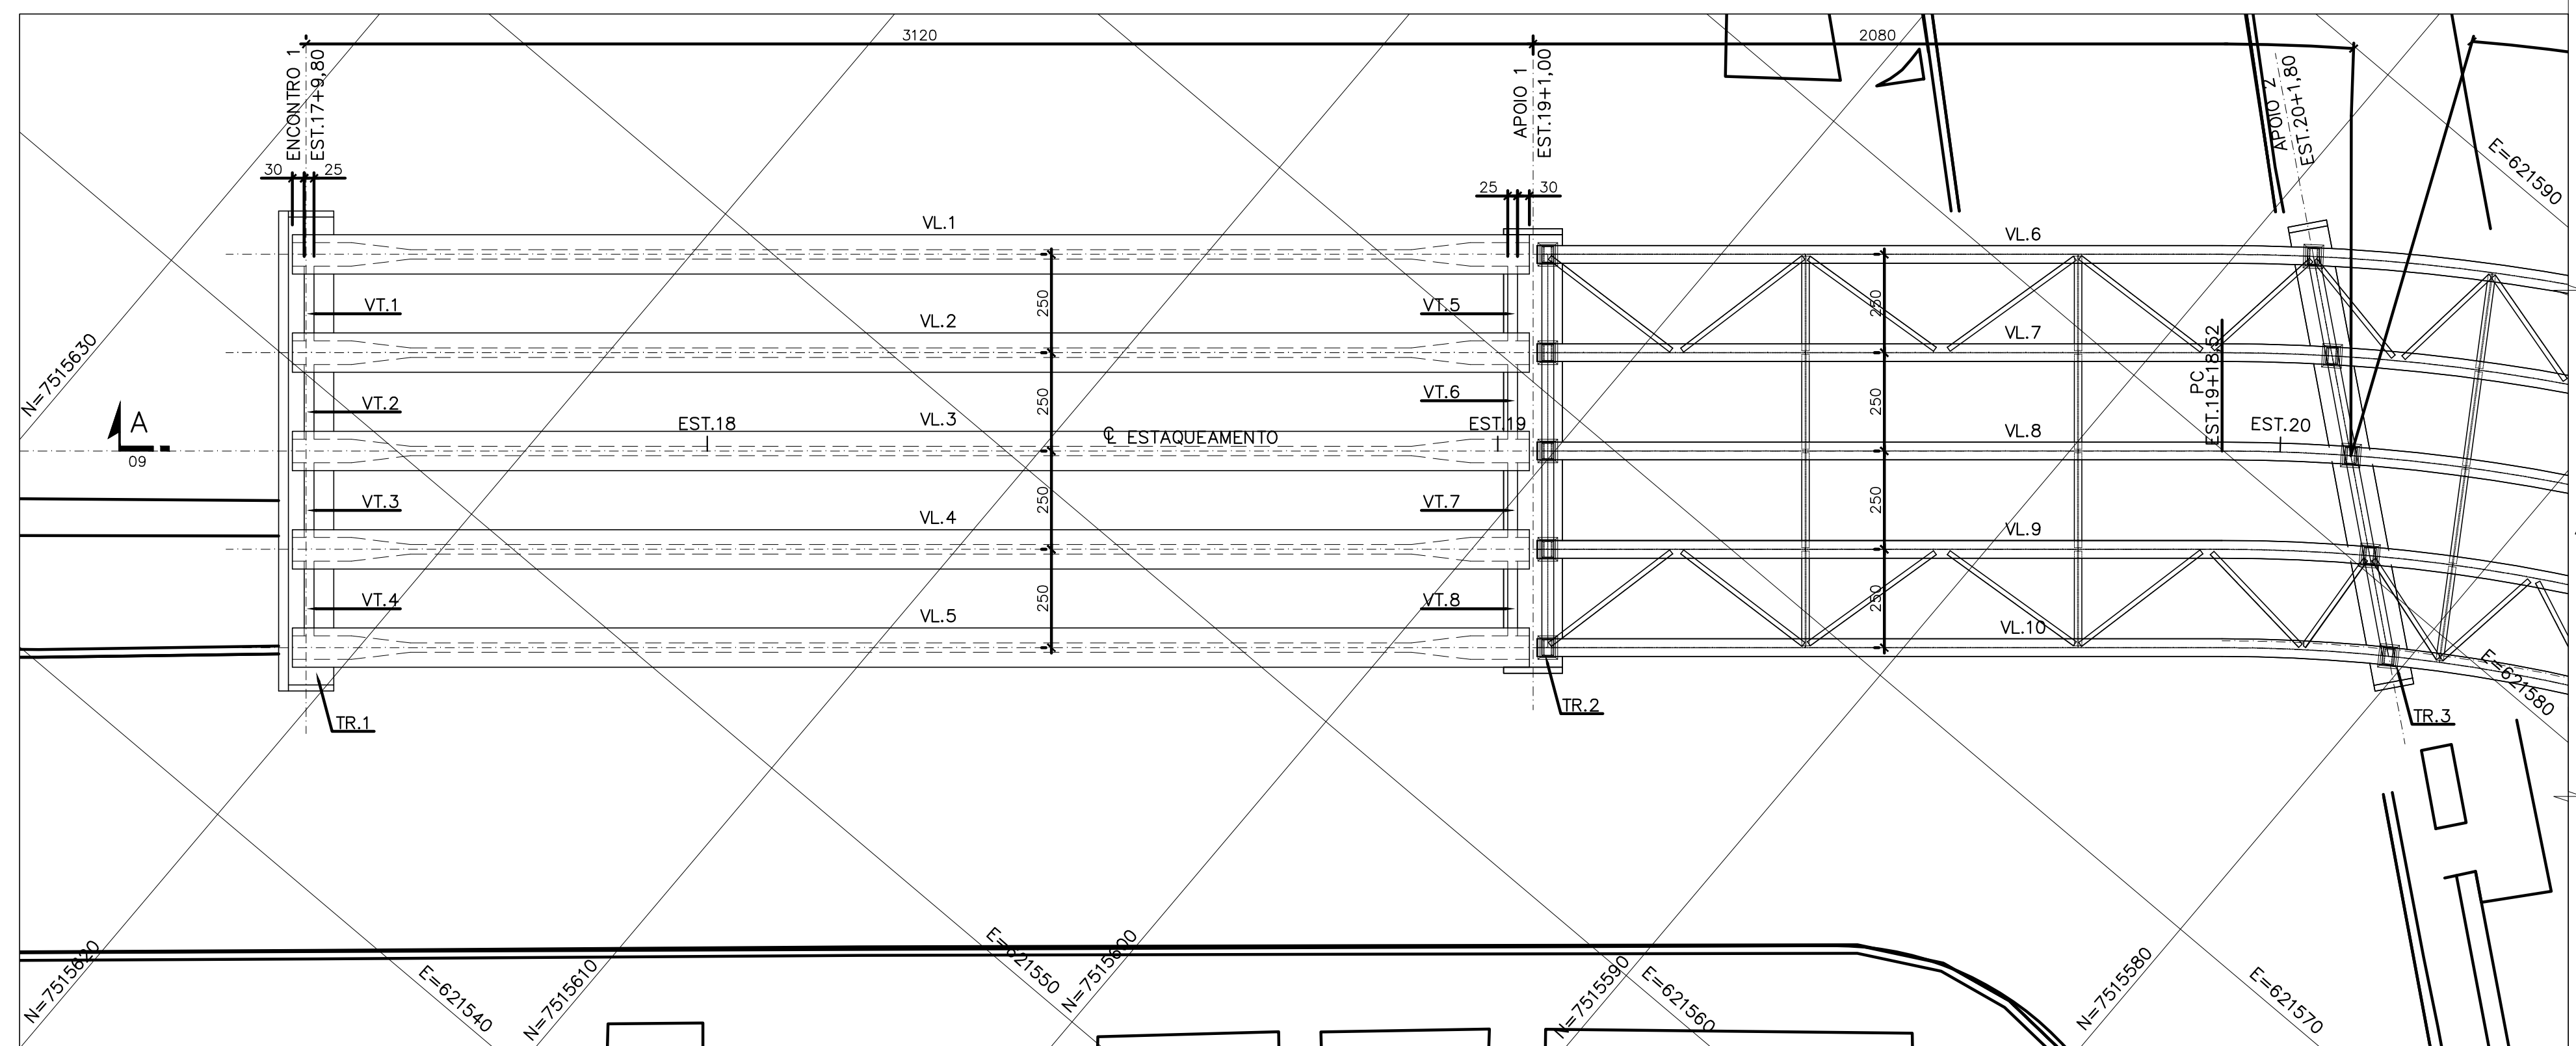 3120
2080
ENCONTRO 1
EST.17+9,80
APOIO 1
EST.19+1,00
APOIO 2
EST.20+1,80
E=621590
30
25
25
30
VL.1
VL.6
VT.1
250
VT.5
250
VL.2
VL.7
N=7515630
PC
EST.19+18,52
VT.2
250
VT.6
250
A
09
EST.18
VL.3
℄ ESTAQUEAMENTO
EST.19
VL.8
EST.20
VT.3
250
VT.7
250
VL.4
VL.9
VT.4
250
VT.8
250
VL.5
VL.10
E=621580
TR.1
TR.2
TR.3
N=7515620
E=621540
N=7515610
E=621550
N=7515600
N=7515590
E=621560
N=7515580
E=621570